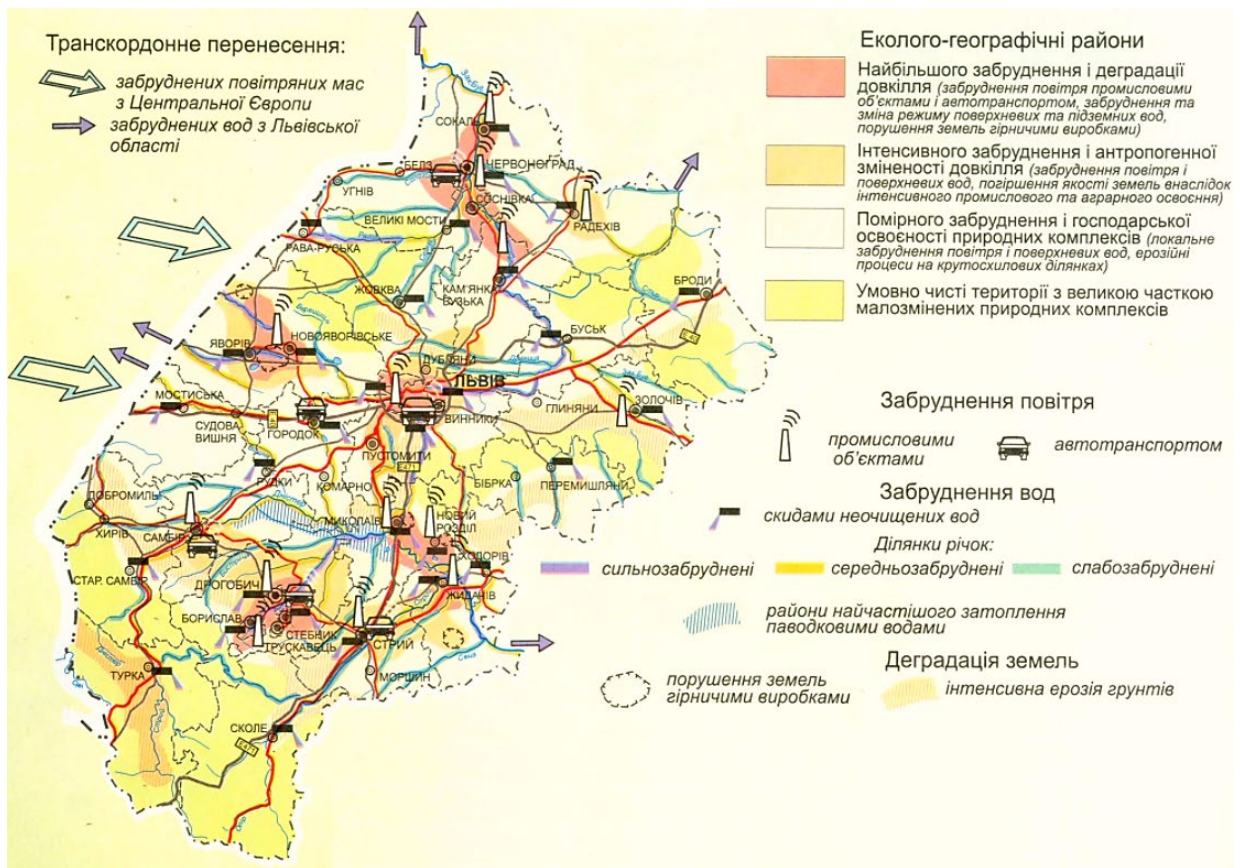 Транскордонне перенесення:
забруднених повітряних мас
з Центральної Європи
забруднених вод з Львівської
області
Еколого-географічні райони
Найбільшого забруднення і деградації
довкілля (забруднення повітря промисловими
об'єктами і автотранспортом, забруднення та
зміна режиму поверхневих та підземних вод,
порушення земель гірничими виробками)
Інтенсивного забруднення і антропогенної
зміненості довкілля (забруднення повітря і
поверхневих вод, погіршення якості земель внаслідок
інтенсивного промислового та аграрного освоєння)
Помірного забруднення і господарської
освоєності природних комплексів (локальне
забруднення повітря і поверхневих вод, ерозійні
процеси на крутосхилових ділянках)
Умовно чисті території з великою часткою
малозмінених природних комплексів
Забруднення повітря
промисловими
об'єктами
автотранспортом
Забруднення вод
скидами неочищених вод
Ділянки річок:
сильнозабруднені
середньозабруднені
слабозабруднені
райони найчастішого затоплення
паводковими водами
Деградація земель
порушення земель
гірничими виробками
інтенсивна ерозія грунтів
СОКАЛЬ
БЕЛЗ
ЧЕРВОНОГРАД
УГНІВ
СОСНІВКА
ВЕЛИКІ МОСТИ
РАДЕХІВ
РАВА-РУСЬКА
ЖОВКВА
КАМ'ЯНКА
БУЗЬКА
БРОДИ
БУСЬК
ЯВОРІВ
НОВОЯВОРІВСЬКЕ
ДУБЛЯНИ
ЛЬВІВ
МОСТИСЬКА
СУДОВА
ВИШНЯ
ГОРОДОК
ВИННИКИ
ГЛИНЯНИ
ЗОЛОЧІВ
ПУСТОМИТИ
E471
РУДКИ
КОМАРНО
БІБРКА
ПЕРЕМИШЛЯНИ
ДОБРОМИЛЬ
ХИРІВ
САМБІР
МИКОЛАЇВ
НОВИЙ
РОЗДІЛ
ХОДОРІВ
СТАР. САМБІР
ДРОГОБИЧ
ЖИДАЧІВ
БОРИСЛАВ
СТЕБНИК
ТРУСКАВЕЦЬ
СТРИЙ
ТУРКА
МОРШИН
СКОЛЕ
E471